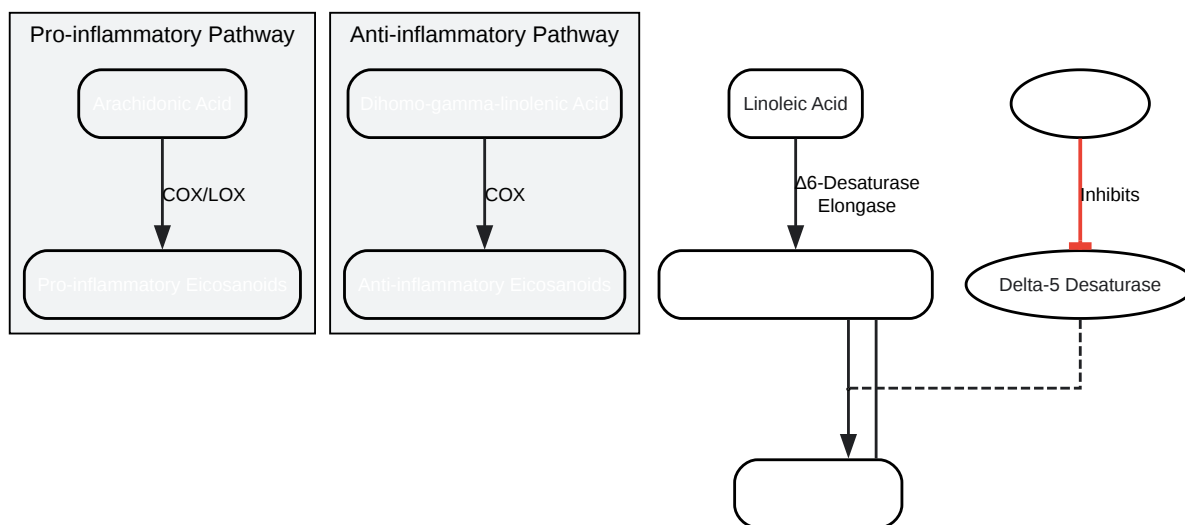 Pro-inflammatory Pathway
Anti-inflammatory Pathway
Arachidonic Acid
Dihomo-gamma-linolenic Acid
Linoleic Acid
COX/LOX
COX
Δ6-Desaturase
Elongase
Inhibits
Pro-inflammatory Eicosanoids
Anti-inflammatory Eicosanoids
Delta-5 Desaturase